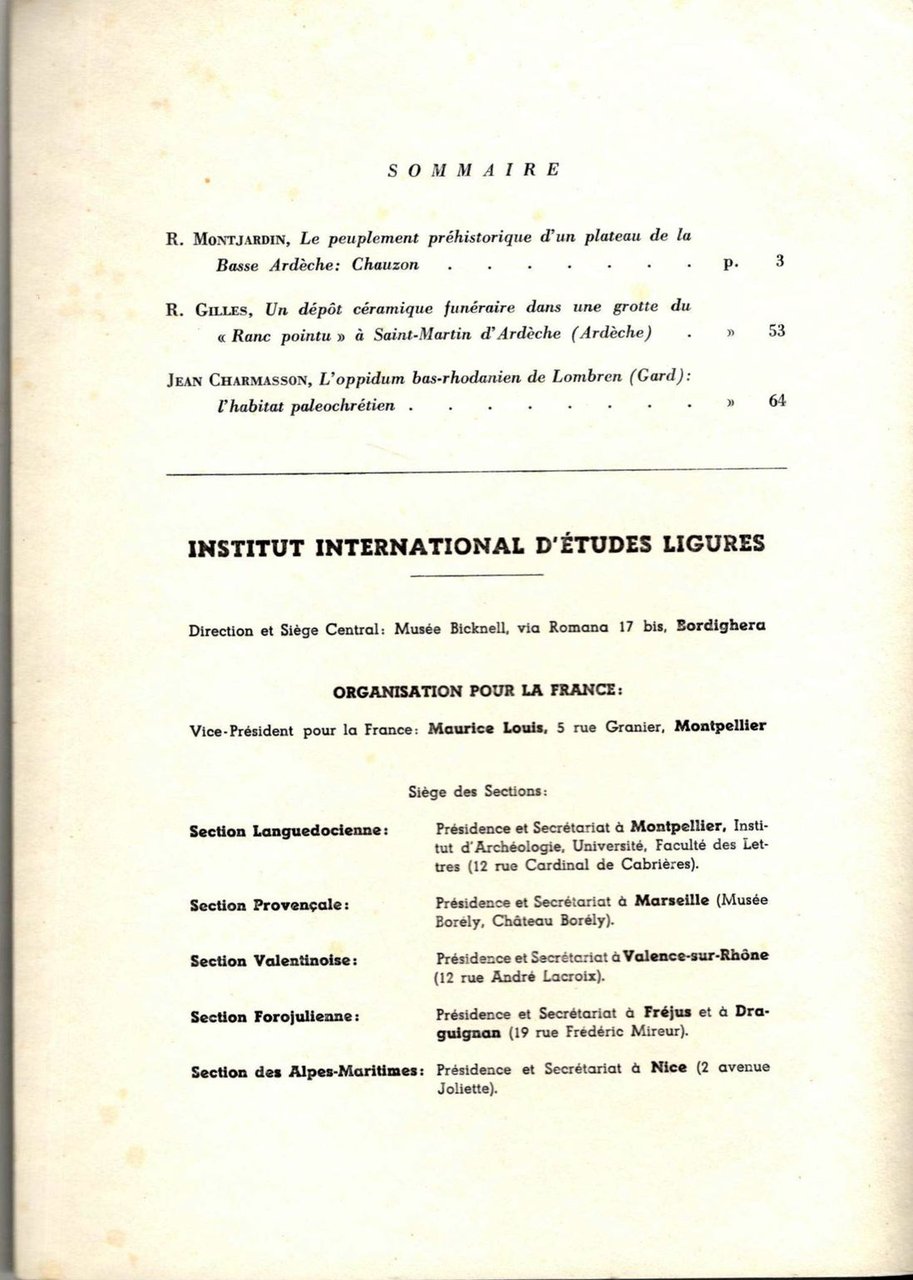 SOMMAIRE
R. MONTJARDIN, Le peuplement préhistorique d'un plateau de la
Basse Ardèche: Chauzon . . . . . . . p. 3
R. GILLES, Un dépôt céramique funéraire dans une grotte du
« Ranc pointu » à Saint-Martin d'Ardèche (Ardèche) . » 53
JEAN CHARMASSON, L'oppidum bas-rhodanien de Lombren (Gard):
l'habitat paleochrétien . . . . . . . . » 64
INSTITUT INTERNATIONAL D'ÉTUDES LIGURES
Direction et Siège Central: Musée Bicknell, via Romana 17 bis, Bordighera
ORGANISATION POUR LA FRANCE:
Vice-Président pour la France: Maurice Louis, 5 rue Granier, Montpellier
Siège des Sections:
Section Languedocienne: Présidence et Secrétariat à Montpellier, Insti-
tut d'Archéologie, Université, Faculté des Let-
tres (12 rue Cardinal de Cabrières).
Section Provençale: Présidence et Secrétariat à Marseille (Musée
Borély, Château Borély).
Section Valentinoise: Présidence et Secrétariat à Valence-sur-Rhône
(12 rue André Lacroix).
Section Forojulienne: Présidence et Secrétariat à Fréjus et à Dra-
guignan (19 rue Frédéric Mireur).
Section des Alpes-Maritimes: Présidence et Secrétariat à Nice (2 avenue
Joliette).